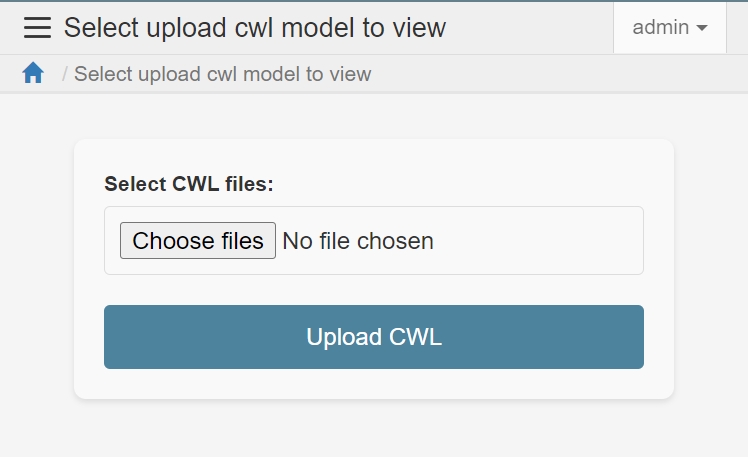 Select upload cwl model to view
admin
/ Select upload cwl model to view
Select CWL files:
Choose files No file chosen
Upload CWL